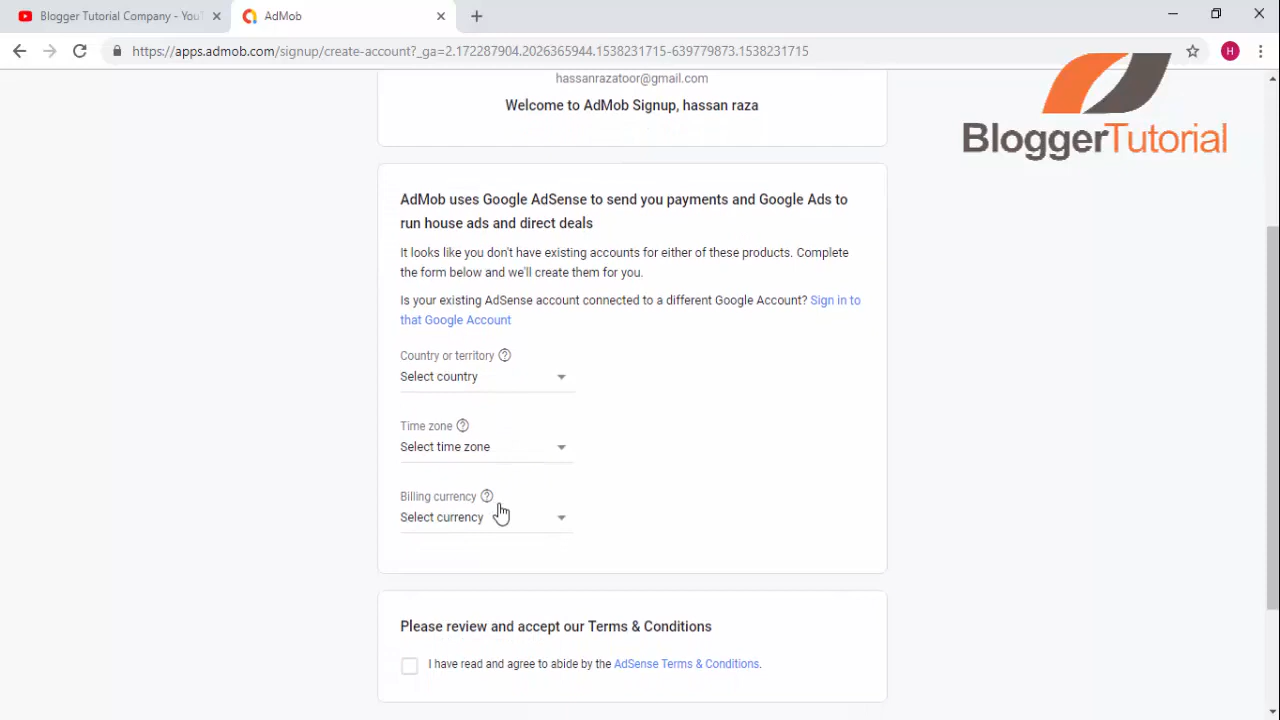 Blogger Tutorial Company - You
AdMob
https://apps.admob.com/signup/create-account?_ga=2.172287904.2026365944.1538231715-639779873.1538231715
H
BloggerTutorial
hassanrazatoor@gmail.com
Welcome to AdMob Signup, hassan raza
AdMob uses Google AdSense to send you payments and Google Ads to
run house ads and direct deals
It looks like you don't have existing accounts for either of these products. Complete
the form below and we'll create them for you.
Is your existing AdSense account connected to a different Google Account? Sign in to
that Google Account
Country or territory ?
Select country
Time zone ?
Select time zone
Billing currency ?
Select currency
Please review and accept our Terms & Conditions
I have read and agree to abide by the AdSense Terms & Conditions.